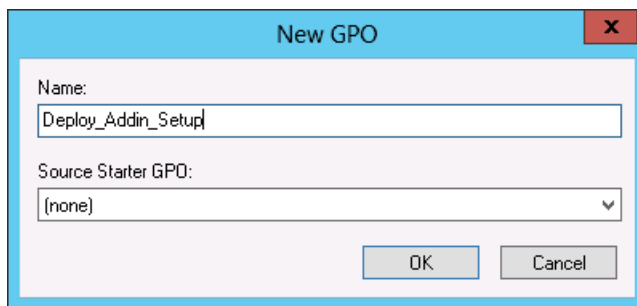 New GPO
x
Name:
Deploy_Addin_Setup
Source Starter GPO:
(none)
OK
Cancel